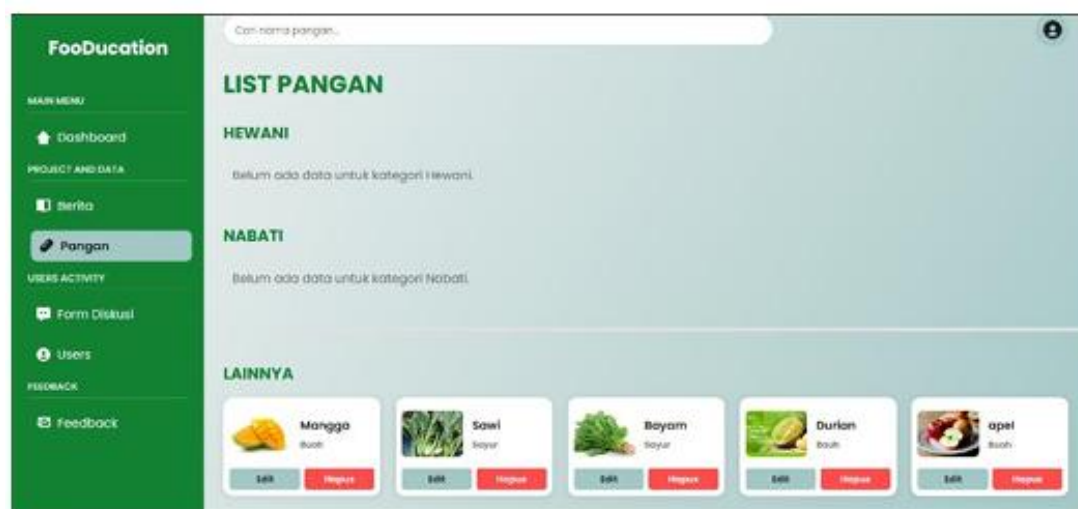 FooDucation
MAIN MENU
Dashboard
PROJECT AND DATA
Berita
Pangan
USERS ACTIVITY
Form Diskusi
Users
FEEDBACK
Feedback
Cari nama pangan...
LIST PANGAN
HEWANI
Belum ada data untuk kategori Hewani.
NABATI
Belum ada data untuk kategori Nabati.
LAINNYA
Mangga
Buah
Edit Hapus
Sawi
Sayur
Edit Hapus
Bayam
Sayur
Edit Hapus
Durian
Buah
Edit Hapus
apel
Buah
Edit Hapus